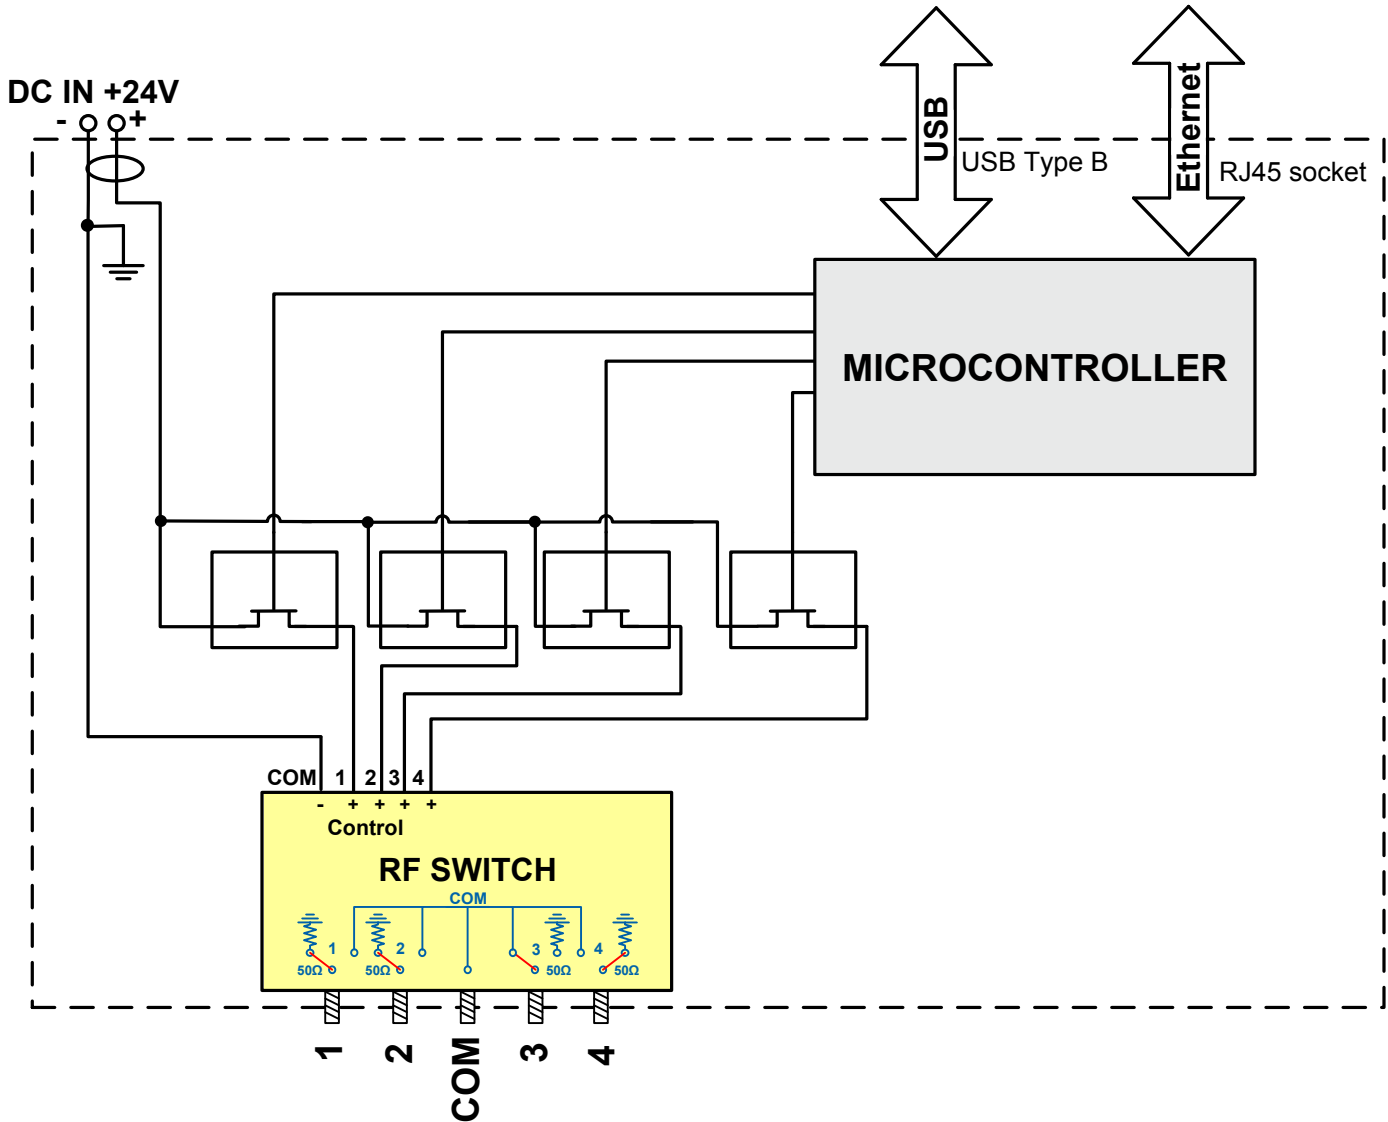 DC IN +24V
- +
USB
USB Type B
Ethernet
RJ45 socket
MICROCONTROLLER
COM 1 2 3 4
- + + + +
Control
RF SWITCH
COM
1 2 3 4
50Ω 50Ω 50Ω 50Ω
1 2 COM 3 4